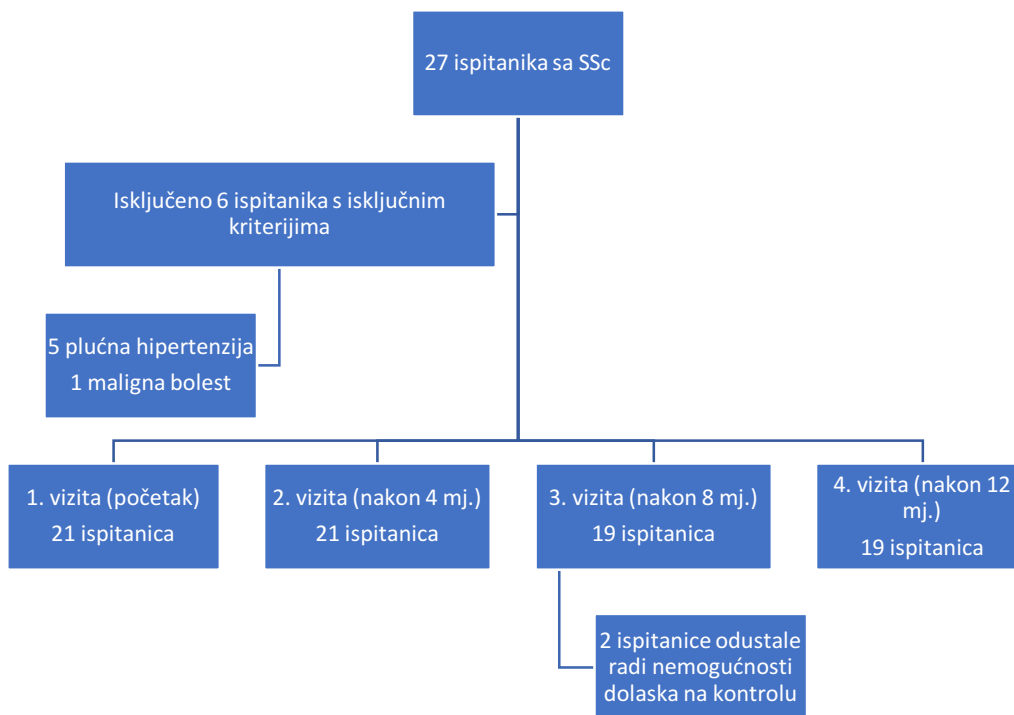 27 ispitanika sa SSc
Isključeno 6 ispitanika s isključnim
kriterijima
5 plućna hipertenzija
1 maligna bolest
1. vizita (početak)
21 ispitanica
2. vizita (nakon 4 mj.)
21 ispitanica
3. vizita (nakon 8 mj.)
19 ispitanica
4. vizita (nakon 12
mj.)
19 ispitanica
2 ispitanice odustale
radi nemogućnosti
dolaska na kontrolu